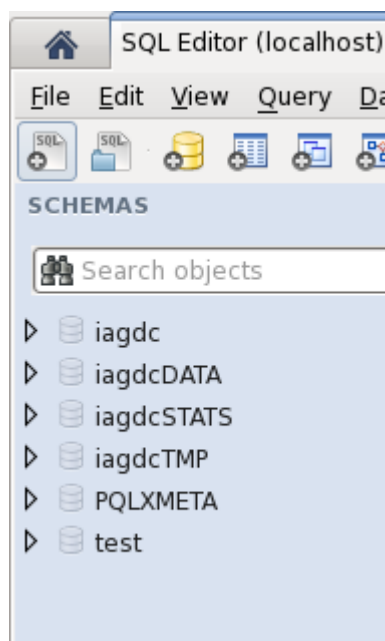 SQL Editor (localhost)
File Edit View Query
SQL SQL
SCHEMAS
Search objects
iagdc
iagdcDATA
iagdcSTATS
iagdcTMP
PQLXMETA
test